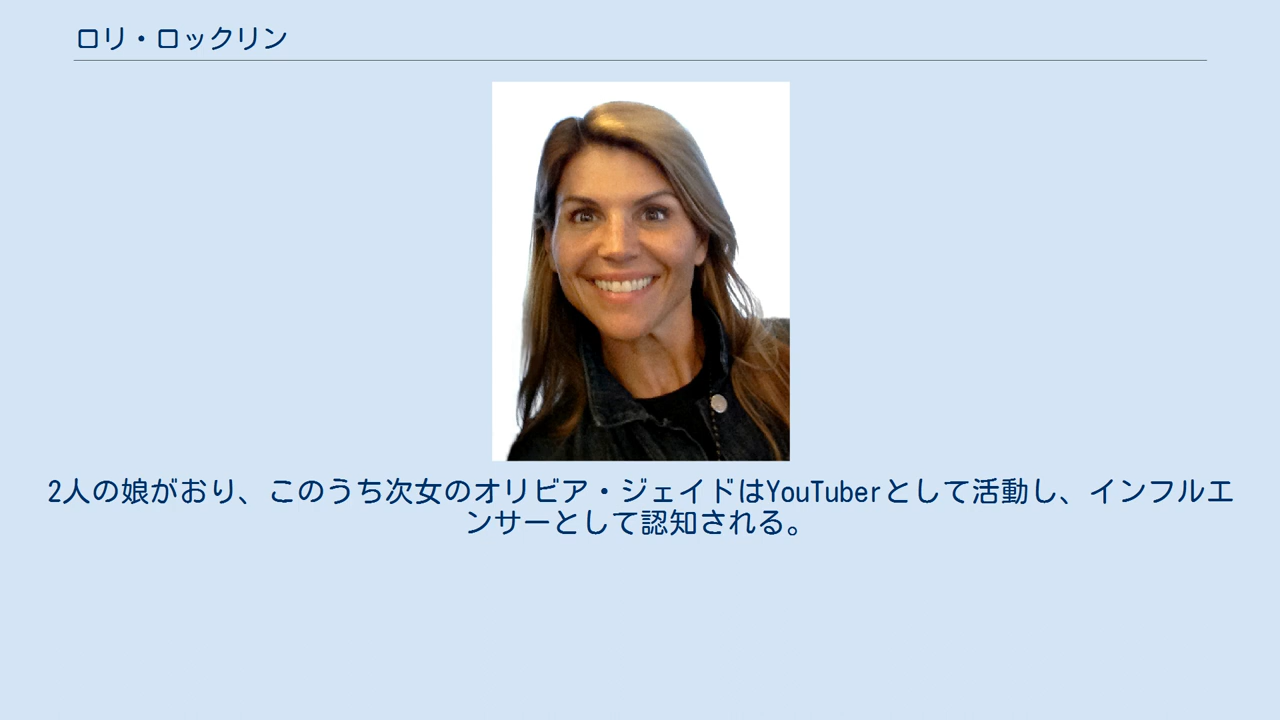 ロリ・ロックリン
2人の娘がおり、このうち次女のオリビア・ジェイドはYouTuberとして活動し、インフルエ
ンサーとして認知される。